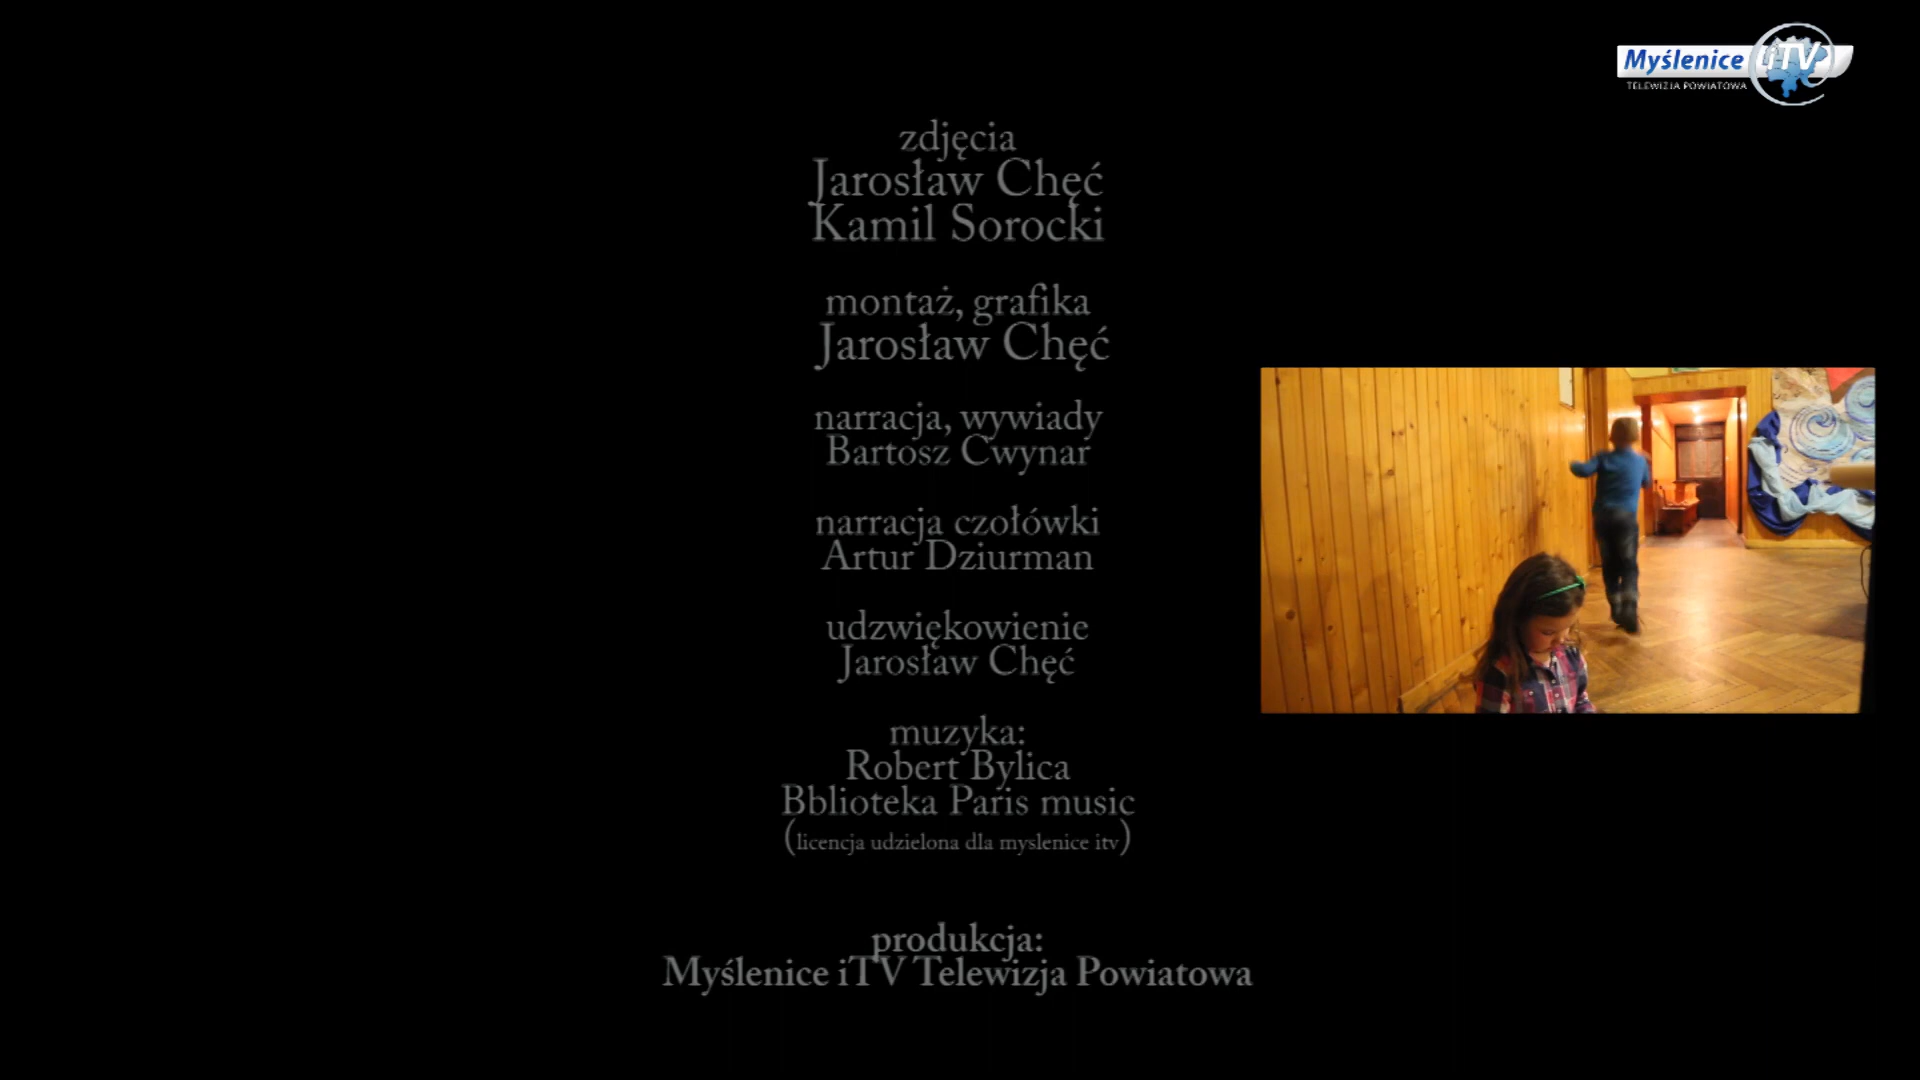 Myślenice iTV
TELEWIZJA POWIATOWA
zdjęcia
Jarosław Chęć
Kamil Sorocki
montaż, grafika
Jarosław Chęć
narracja, wywiady
Bartosz Cwynar
narracja czołówki
Artur Dziurman
udzwiękowienie
Jarosław Chęć
muzyka:
Robert Bylica
Bblioteka Paris music
(licencja udzielona dla myslenice itv)
produkcja:
Myślenice iTV Telewizja Powiatowa